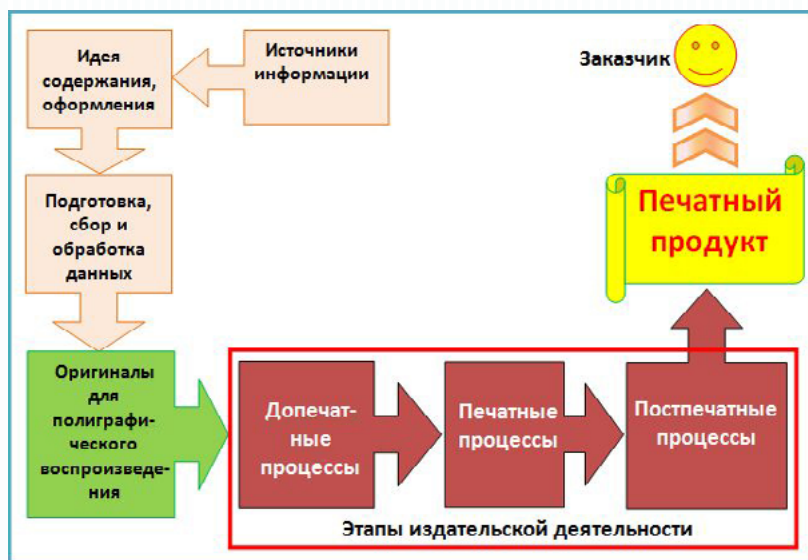 Идея
содержания,
оформления
Источники
информации
Заказчик
Подготовка,
сбор и
обработка
данных
Печатный
продукт
Оригиналы
для
полиграфи-
ческого
воспроизведе-
ния
Допечат-
ные
процессы
Печатные
процессы
Постпечатные
процессы
Этапы издательской деятельности